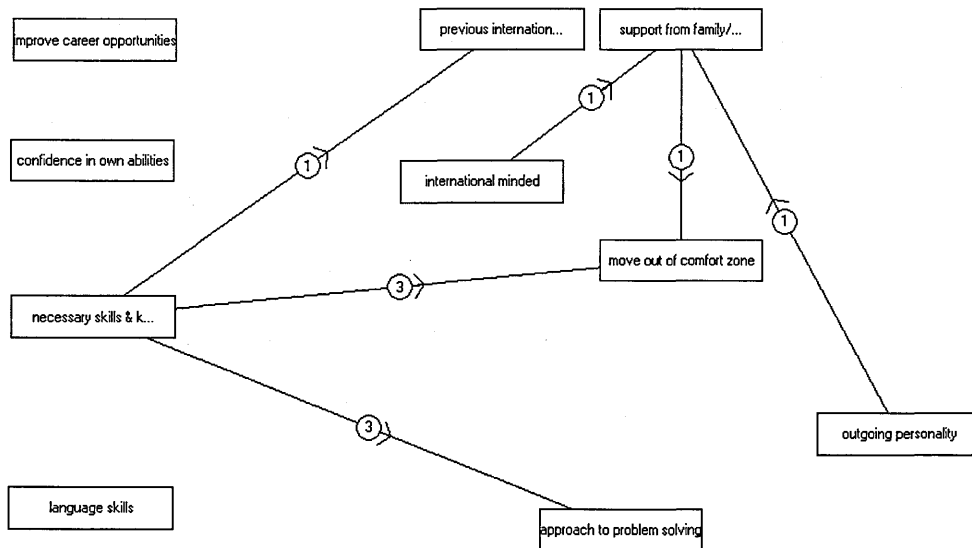 improve career opportunities
previous internation...
support from family/...
confidence in own abilities
1
1
international minded
1
1
move out of comfort zone
3
necessary skills & k...
3
outgoing personality
language skills
approach to problem solving